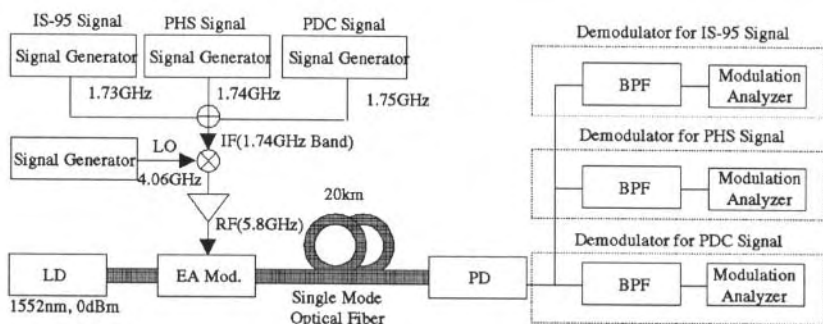 IS-95 Signal
PHS Signal
PDC Signal
Signal Generator
Signal Generator
Signal Generator
1.73GHz
1.74GHz
1.75GHz
LO
IF(1.74GHz Band)
Signal Generator
4.06GHz
RF(5.8GHz)
20km
LD
EA Mod.
PD
1552nm, 0dBm
Single Mode
Optical Fiber
Demodulator for IS-95 Signal
BPF
Modulation
Analyzer
Demodulator for PHS Signal
BPF
Modulation
Analyzer
Demodulator for PDC Signal
BPF
Modulation
Analyzer